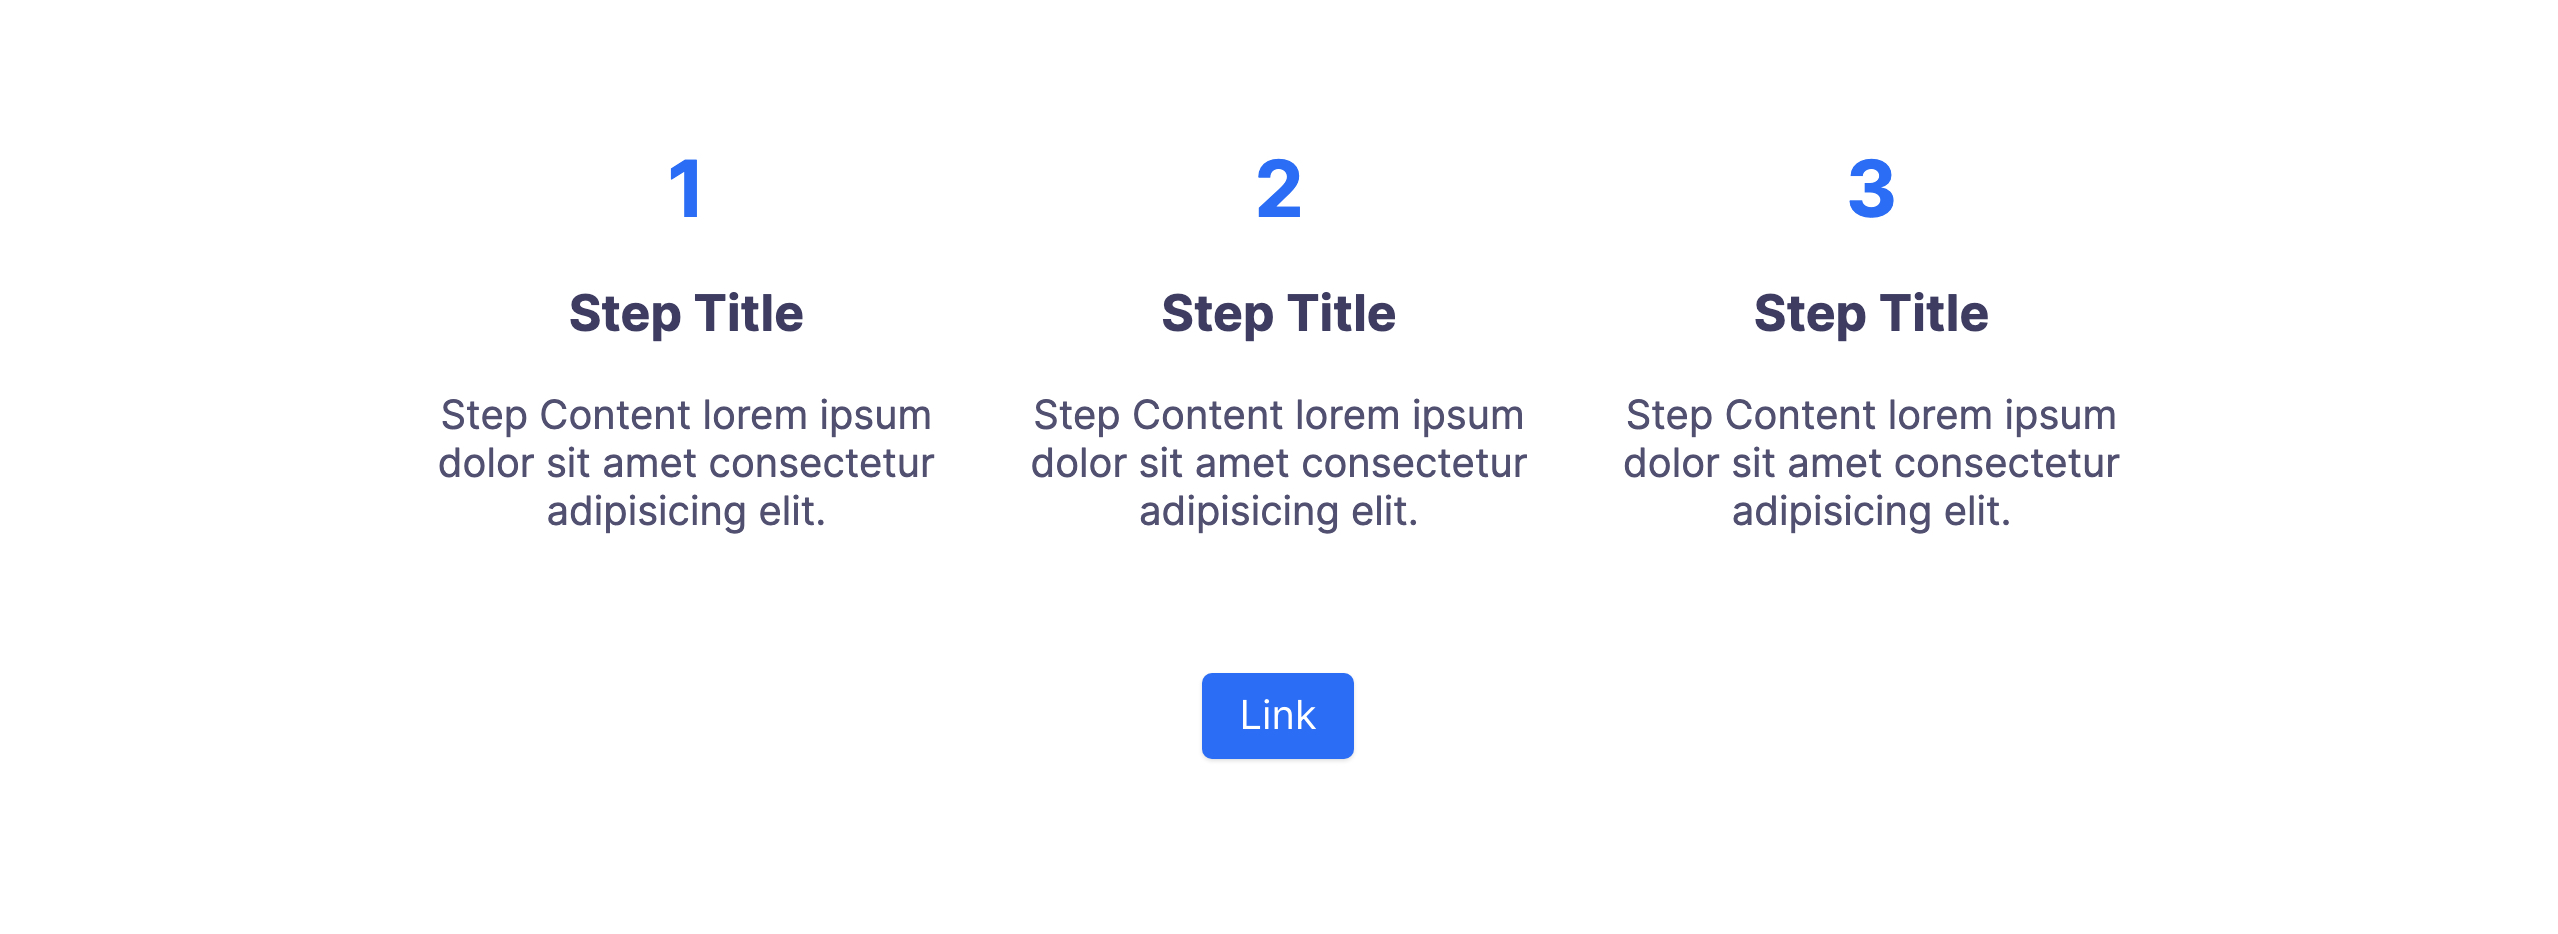 1
Step Title
Step Content lorem ipsum
dolor sit amet consectetur
adipisicing elit.
2
Step Title
Step Content lorem ipsum
dolor sit amet consectetur
adipisicing elit.
3
Step Title
Step Content lorem ipsum
dolor sit amet consectetur
adipisicing elit.
Link